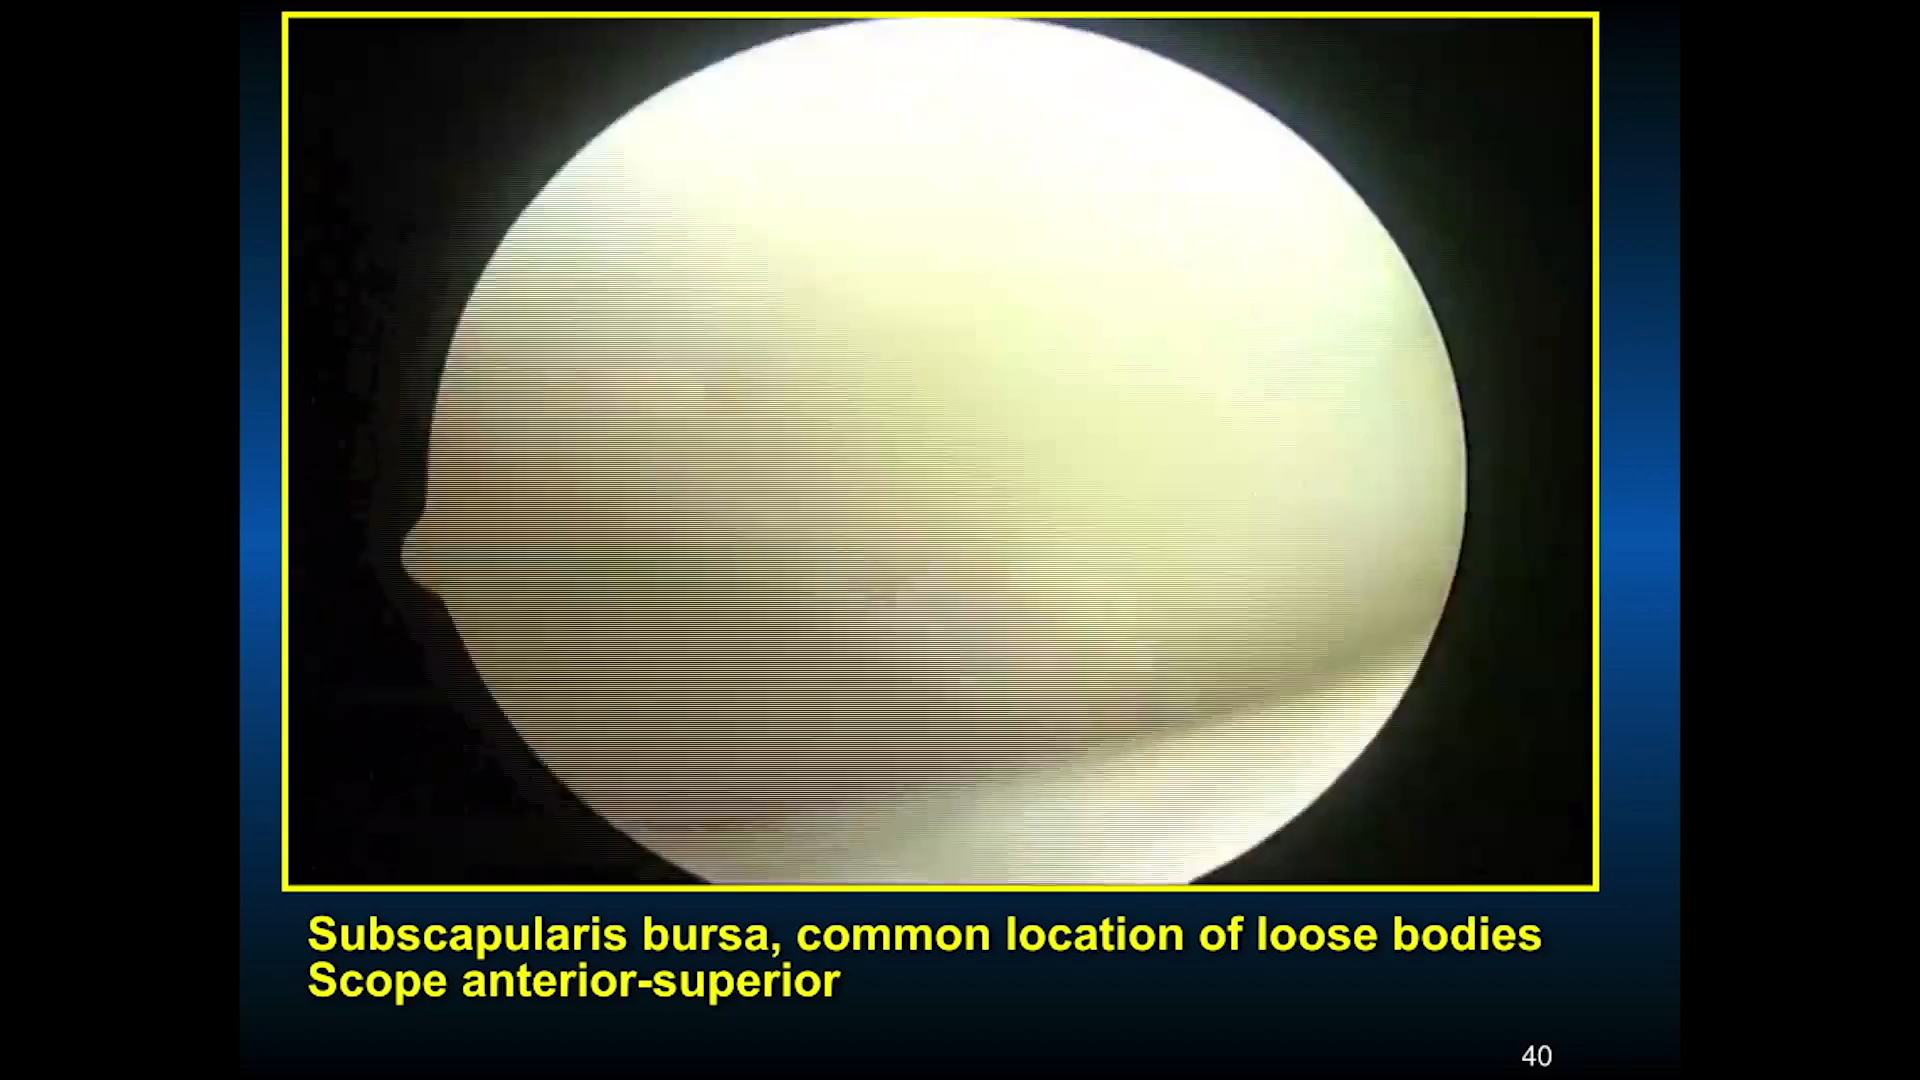 Subscapularis bursa, common location of loose bodies
Scope anterior-superior
40